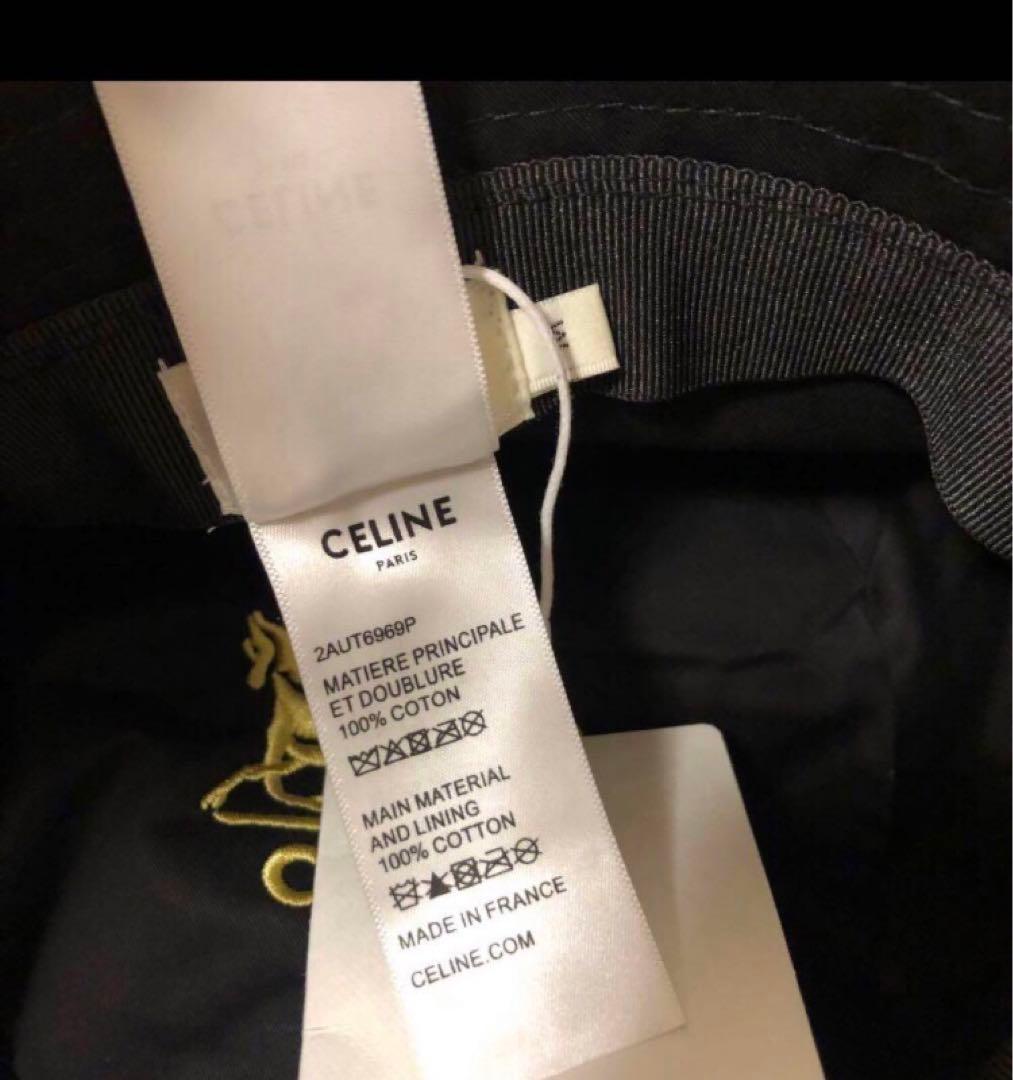 CELINE
M
CELINE
PARIS
2AUT6969P
MATIERE PRINCIPALE
ET DOUBLURE
100% COTON
MAIN MATERIAL
AND LINING
100% COTTON
MADE IN FRANCE
CELINE.COM